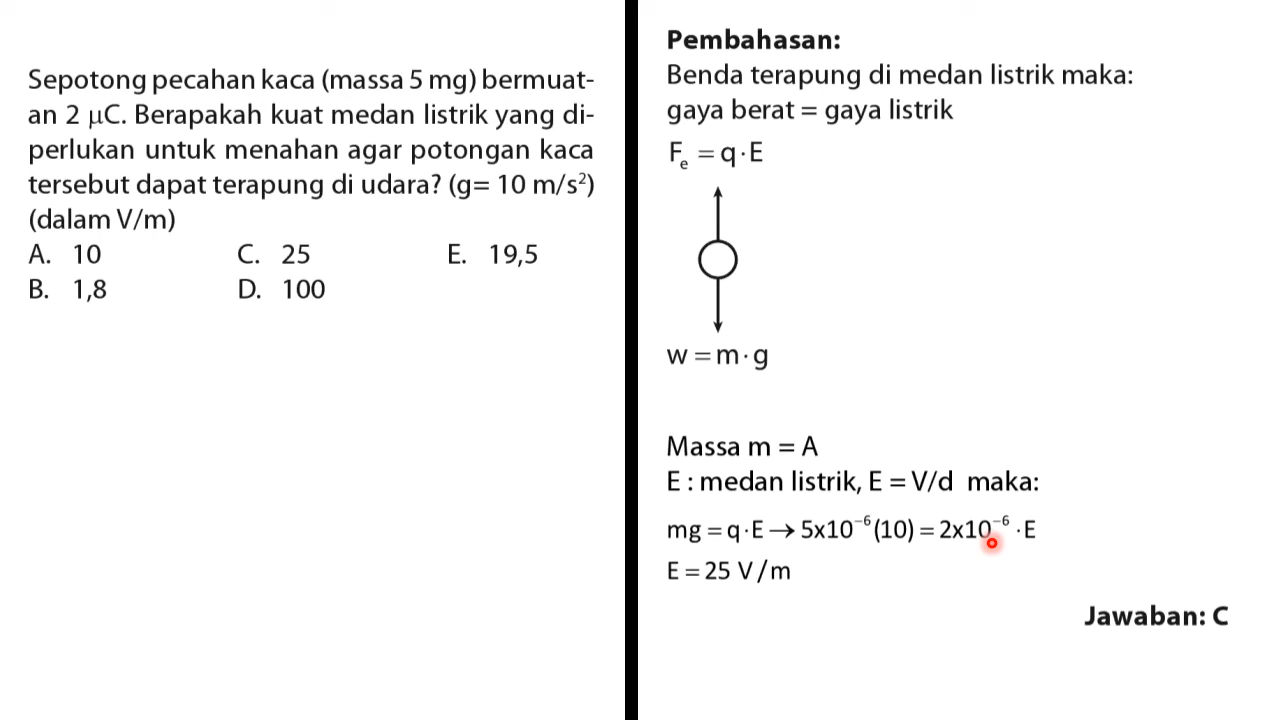 Sepotong pecahan kaca (massa 5 mg) bermuat-
an 2 μC. Berapakah kuat medan listrik yang di-
perlukan untuk menahan agar potongan kaca
tersebut dapat terapung di udara? (g= 10 m/s²)
(dalam V/m)
A. 10 C. 25 E. 19,5
B. 1,8 D. 100
Pembahasan:
Benda terapung di medan listrik maka:
gaya berat = gaya listrik
Fₑ = q·E
w = m·g
Massa m = A
E : medan listrik, E = V/d maka:
mg = q·E → 5x10⁻⁶(10) = 2x10⁻⁶ ·E
E = 25 V/m
Jawaban: C